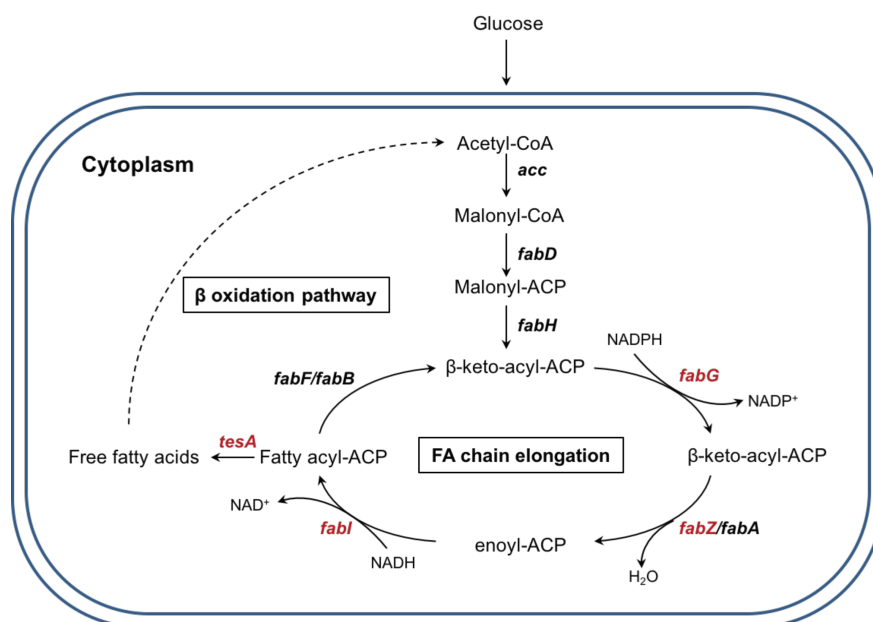 Glucose
Cytoplasm
Acetyl-CoA
acc
Malonyl-CoA
fabD
β oxidation pathway
Malonyl-ACP
fabH
NADPH
fabF/fabB
β-keto-acyl-ACP
fabG
NADP⁺
tesA
Free fatty acids
Fatty acyl-ACP
FA chain elongation
β-keto-acyl-ACP
NAD⁺
fabI
NADH
enoyl-ACP
fabZ/fabA
H₂O